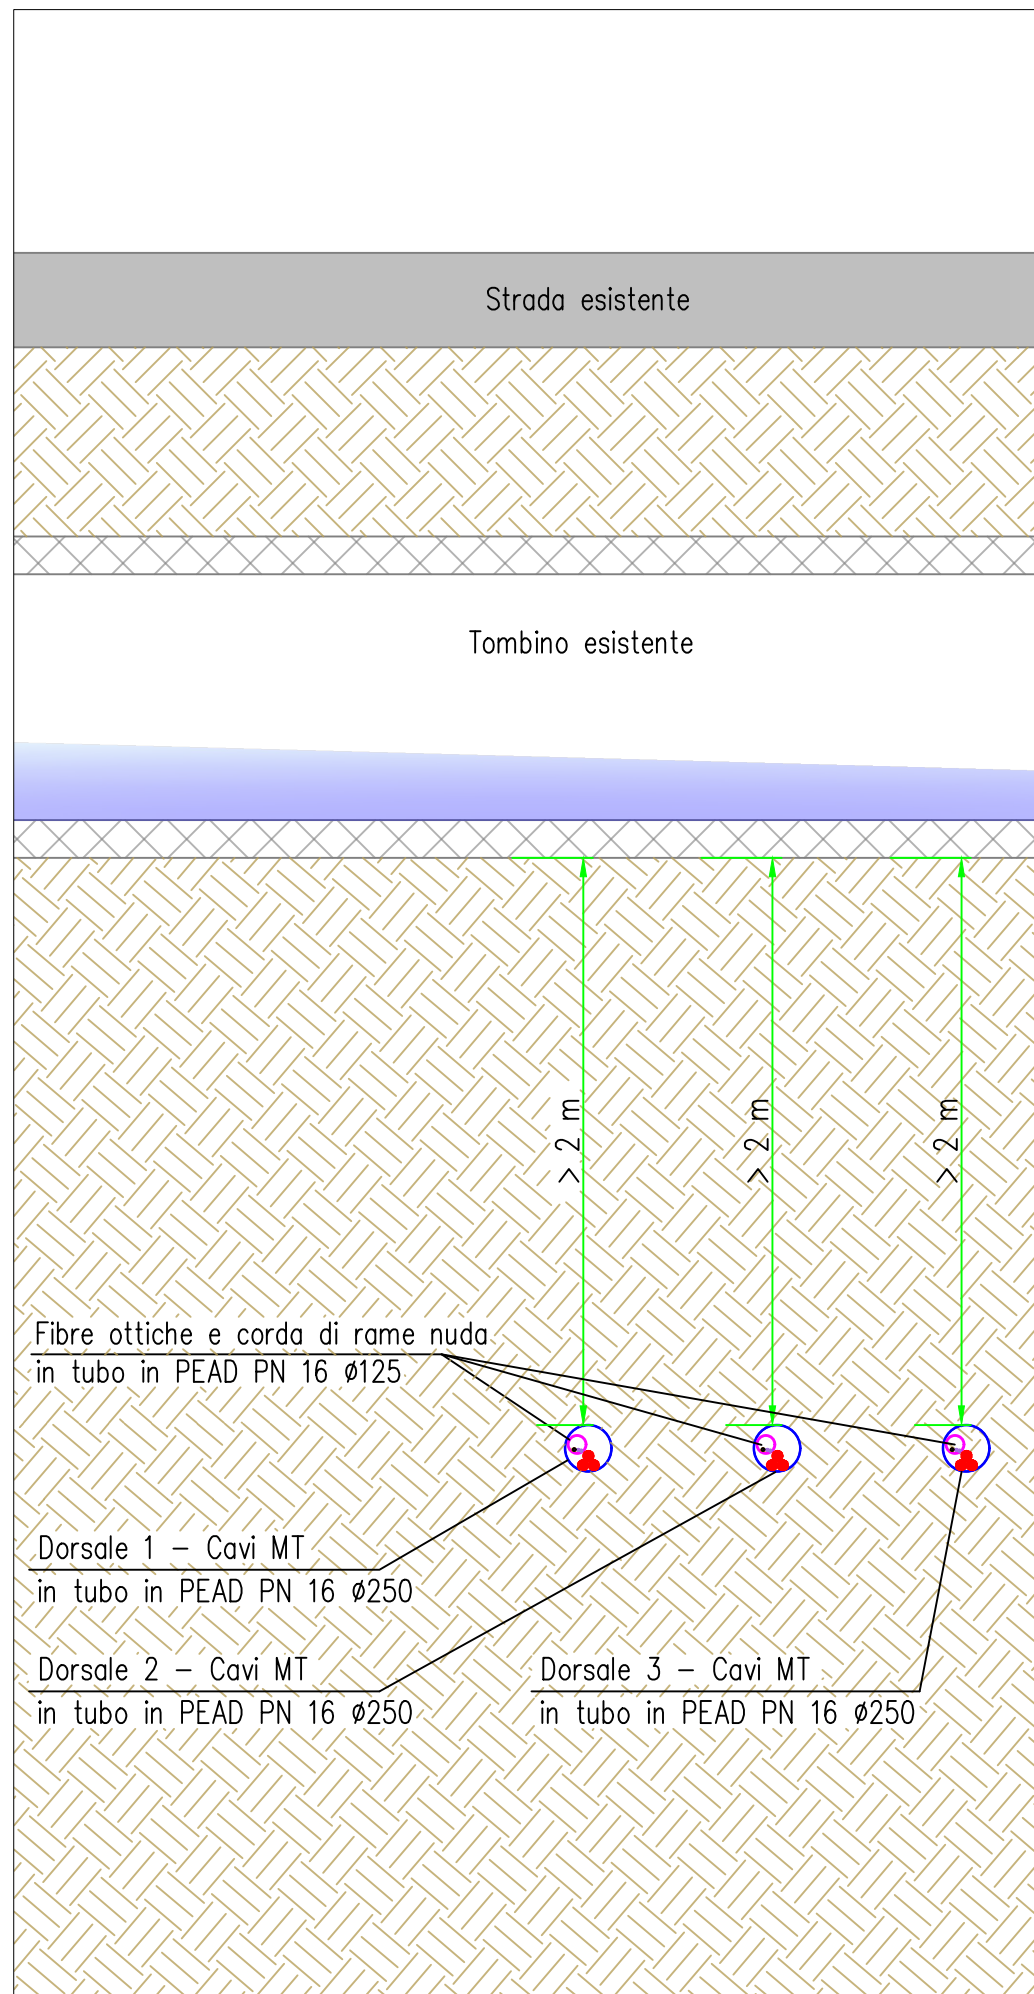 Strada esistente
Tombino esistente
> 2 m
> 2 m
> 2 m
Fibre ottiche e corda di rame nuda
in tubo in PEAD PN 16 ø125
Dorsale 1 - Cavi MT
in tubo in PEAD PN 16 ø250
Dorsale 2 - Cavi MT
in tubo in PEAD PN 16 ø250
Dorsale 3 - Cavi MT
in tubo in PEAD PN 16 ø250